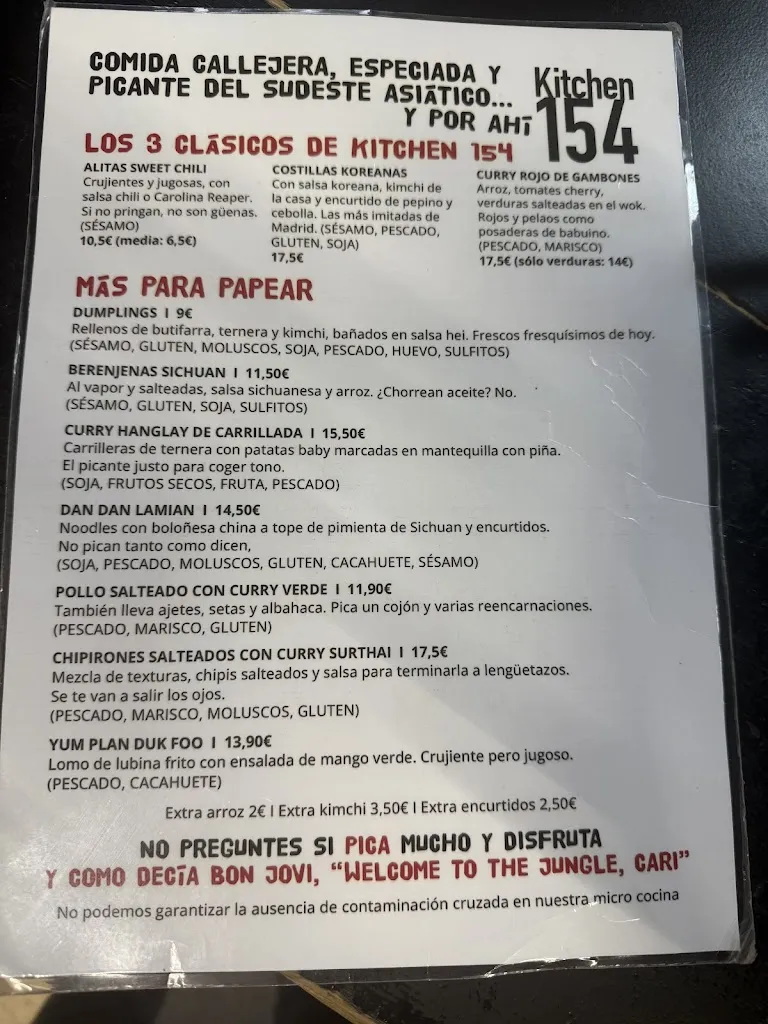 COMIDA CALLEJERA, ESPECIADA Y
PICANTE DEL SUDESTE ASIÁTICO...
Y POR AHÍ
Kitchen
154
LOS 3 CLÁSICOS DE KITCHEN 154
ALITAS SWEET CHILI
Crujientes y jugosas, con
salsa chili o Carolina Reaper.
Si no pringan, no son güenas.
(SÉSAMO)
10,5€ (media: 6,5€)
COSTILLAS KOREANAS
Con salsa koreana, kimchi de
la casa y encurtido de pepino y
cebolla. Las más imitadas de
Madrid. (SÉSAMO, PESCADO,
GLUTEN, SOJA)
17,5€
CURRY ROJO DE GAMBONES
Arroz, tomates cherry,
verduras salteadas en el wok.
Rojos y pelaos como
posaderas de babuino.
(PESCADO, MARISCO)
17,5€ (sólo verduras: 14€)
MÁS PARA PAPEAR
DUMPLINGS I 9€
Rellenos de butifarra, ternera y kimchi, bañados en salsa hei. Frescos fresquísimos de hoy.
(SÉSAMO, GLUTEN, MOLUSCOS, SOJA, PESCADO, HUEVO, SULFITOS)
BERENJENAS SICHUAN I 11,50€
Al vapor y salteadas, salsa sichuanesa y arroz. ¿Chorrean aceite? No.
(SÉSAMO, GLUTEN, SOJA, SULFITOS)
CURRY HANGLAY DE CARRILLADA I 15,50€
Carrilleras de ternera con patatas baby marcadas en mantequilla con piña.
El picante justo para coger tono.
(SOJA, FRUTOS SECOS, FRUTA, PESCADO)
DAN DAN LAMIAN I 14,50€
Noodles con boloñesa china a tope de pimienta de Sichuan y encurtidos.
No pican tanto como dicen,
(SOJA, PESCADO, MOLUSCOS, GLUTEN, CACAHUETE, SÉSAMO)
POLLO SALTEADO CON CURRY VERDE I 11,90€
También lleva ajetes, setas y albahaca. Pica un cojón y varias reencarnaciones.
(PESCADO, MARISCO, GLUTEN)
CHIPIRONES SALTEADOS CON CURRY SURTHAI I 17,5€
Mezcla de texturas, chipis salteados y salsa para terminarla a lengüetazos.
Se te van a salir los ojos.
(PESCADO, MARISCO, MOLUSCOS, GLUTEN)
YUM PLAN DUK FOO I 13,90€
Lomo de lubina frito con ensalada de mango verde. Crujiente pero jugoso.
(PESCADO, CACAHUETE)
Extra arroz 2€ I Extra kimchi 3,50€ I Extra encurtidos 2,50€
NO PREGUNTES SI PICA MUCHO Y DISFRUTA
Y COMO DECÍA BON JOVI, “WELCOME TO THE JUNGLE, CARI”
No podemos garantizar la ausencia de contaminación cruzada en nuestra micro cocina